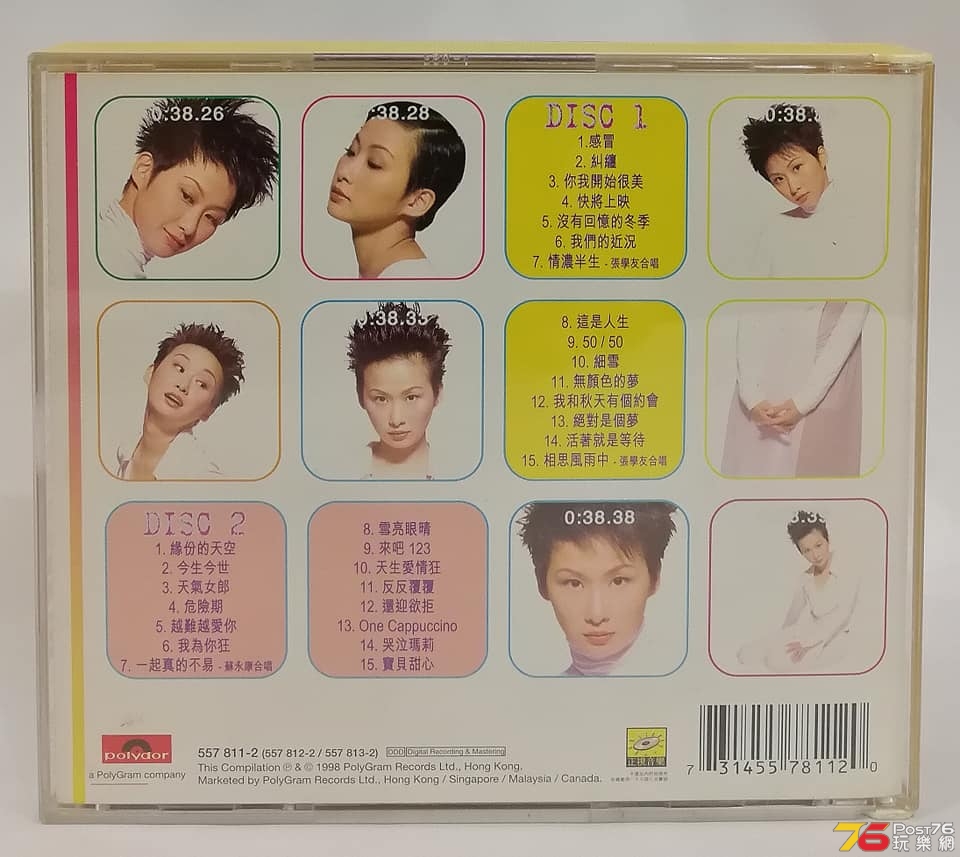 0:38.26
:38.28
DISC 1
1.感冒
2. 糾纏
3. 你我開始很美
4. 快將上映
5. 沒有回憶的冬季
6. 我們的近況
7. 情濃半生 - 張學友合唱
0:38.
0:38.33
8. 這是人生
9. 50 / 50
10. 細雪
11. 無顏色的夢
12. 我和秋天有個約會
13. 絕對是個夢
14. 活著就是等待
15. 相思風雨中 - 張學友合唱
DISC 2
1. 緣份的天空
2. 今生今世
3. 天氣女郎
4. 危險期
5. 越難越愛你
6. 我為你狂
7. 一起真的不易 - 蘇永康合唱
8. 雪亮眼睛
9. 來吧 123
10. 天生愛情狂
11. 反反覆覆
12. 還迎欲拒
13. One Cappuccino
14. 哭泣瑪莉
15. 寶貝甜心
0:38.38
polydor
a PolyGram company
557 811-2 (557 812-2 / 557 813-2) DDD Digital Recording & Mastering
This Compilation ℗ & © 1998 PolyGram Records Ltd., Hong Kong.
Marketed by PolyGram Records Ltd., Hong Kong / Singapore / Malaysia / Canada.
正視音樂
7 31455 78112 0
76 POST76
玩樂網